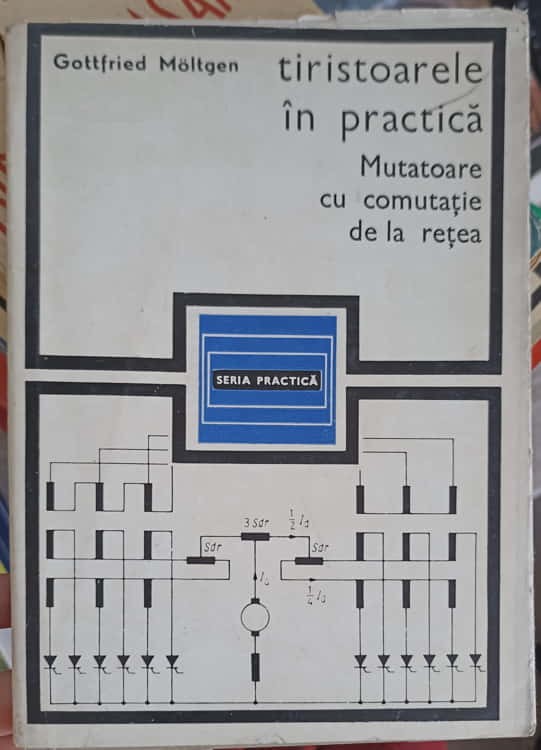 Gottfried Möltgen
tiristoarele
în practică
Mutatoare
cu comutație
de la rețea
SERIA PRACTICĂ
3 Sdr
1/2 Id
Sdr
Sdr
Id
1/4 Id